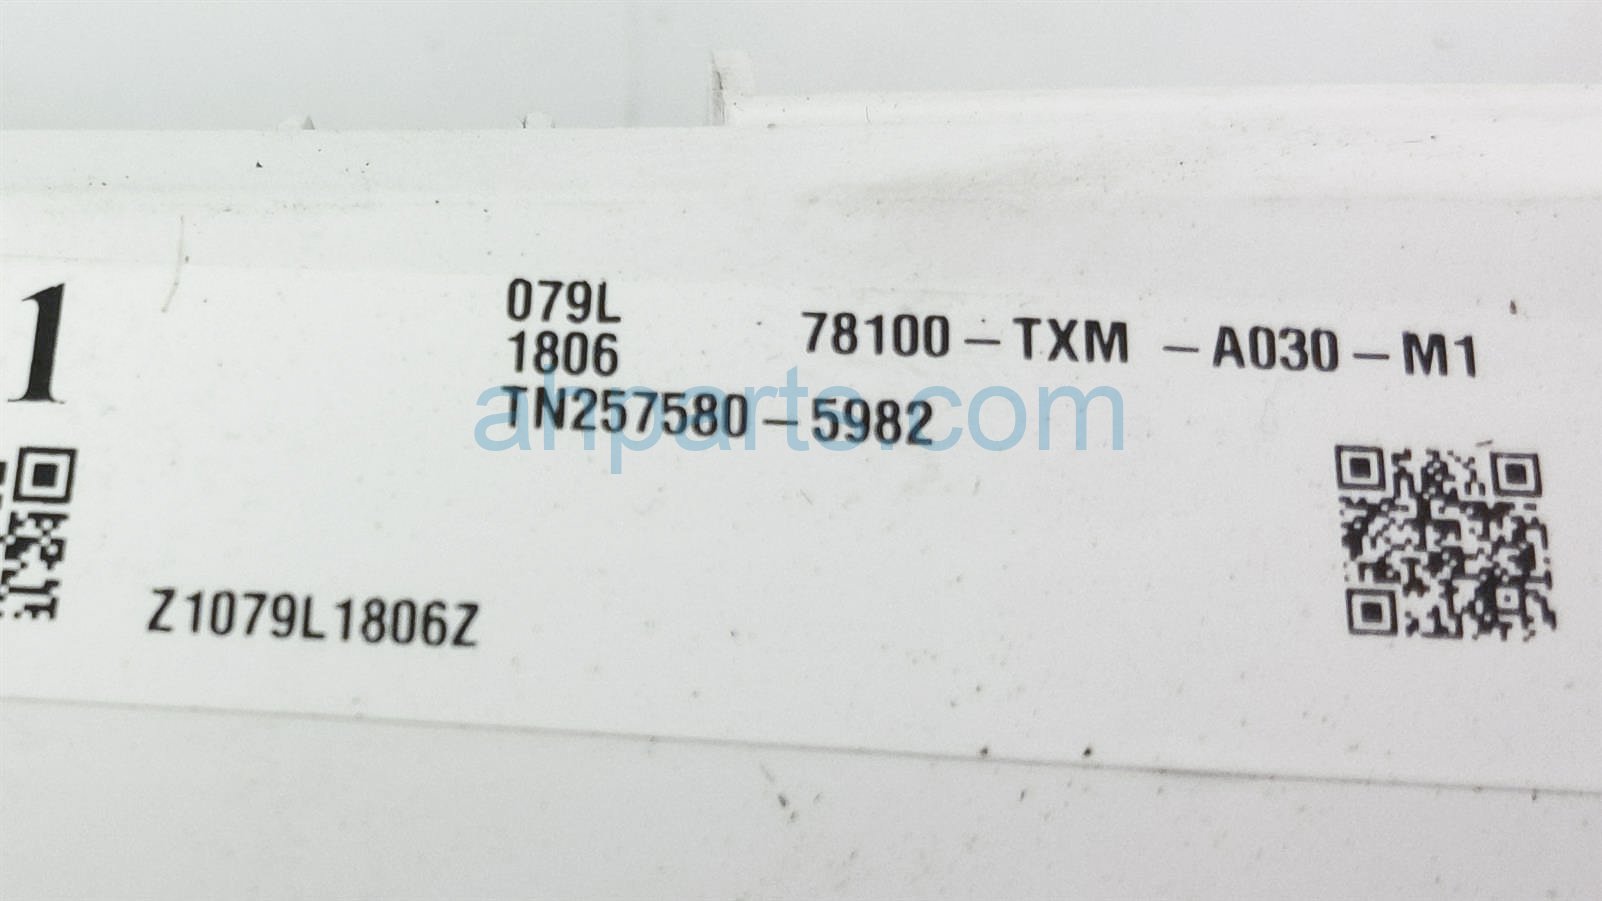 1
079L
1806
78100-TXM -A030-M1
TN257580-5982
ahparts.com
Z1079L1806Z